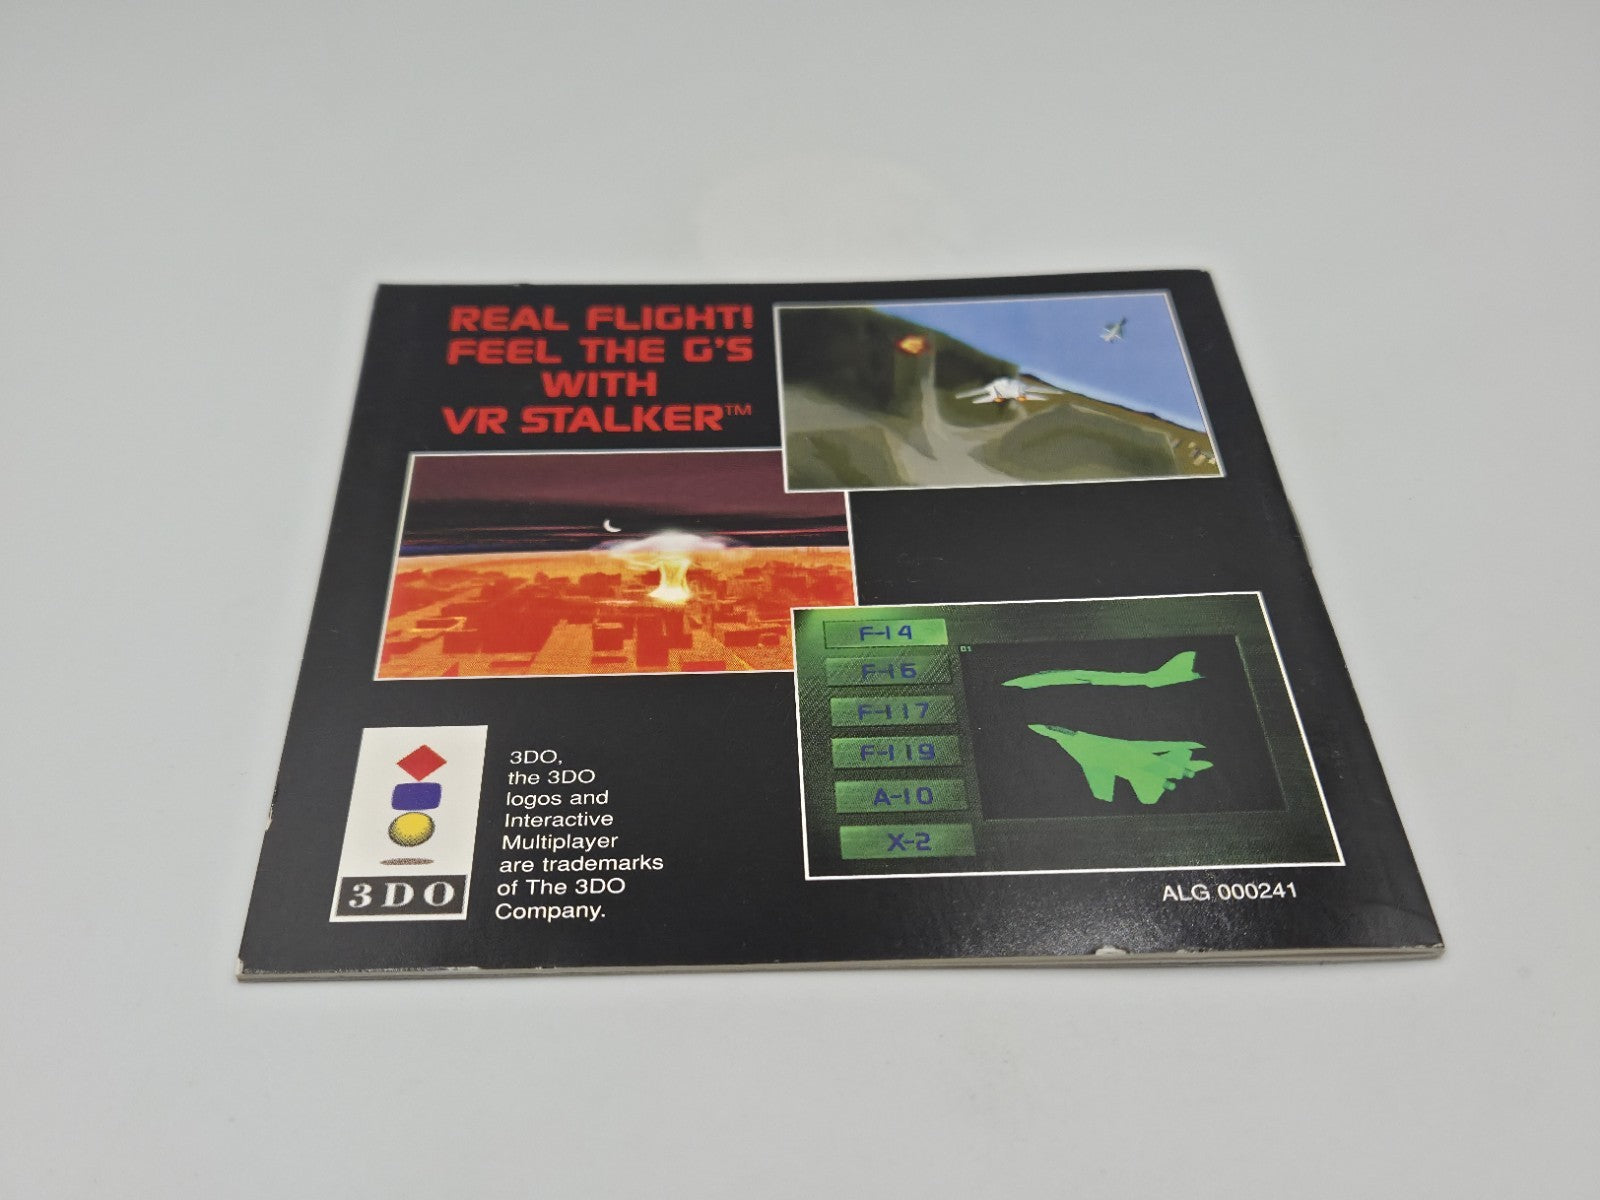 REAL FLIGHT!
FEEL THE G'S
WITH
VR STALKER™
F-14
F-16
F-117
F-119
A-10
X-2
01
3DO
3DO,
the 3DO
logos and
Interactive
Multiplayer
are trademarks
of The 3DO
Company.
ALG 000241